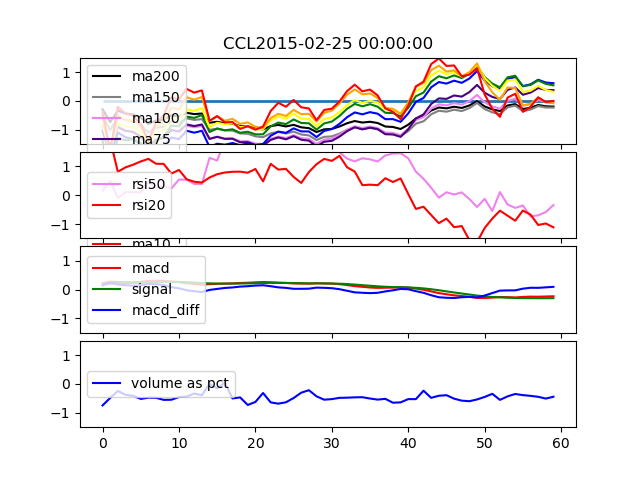 CCL2015-02-25 00:00:00
1
0
−1
ma200
ma150
ma100
ma75
1
0
−1
rsi50
rsi20
ma10
1
0
−1
macd
signal
macd_diff
1
0
−1
volume as pct
0 10 20 30 40 50 60